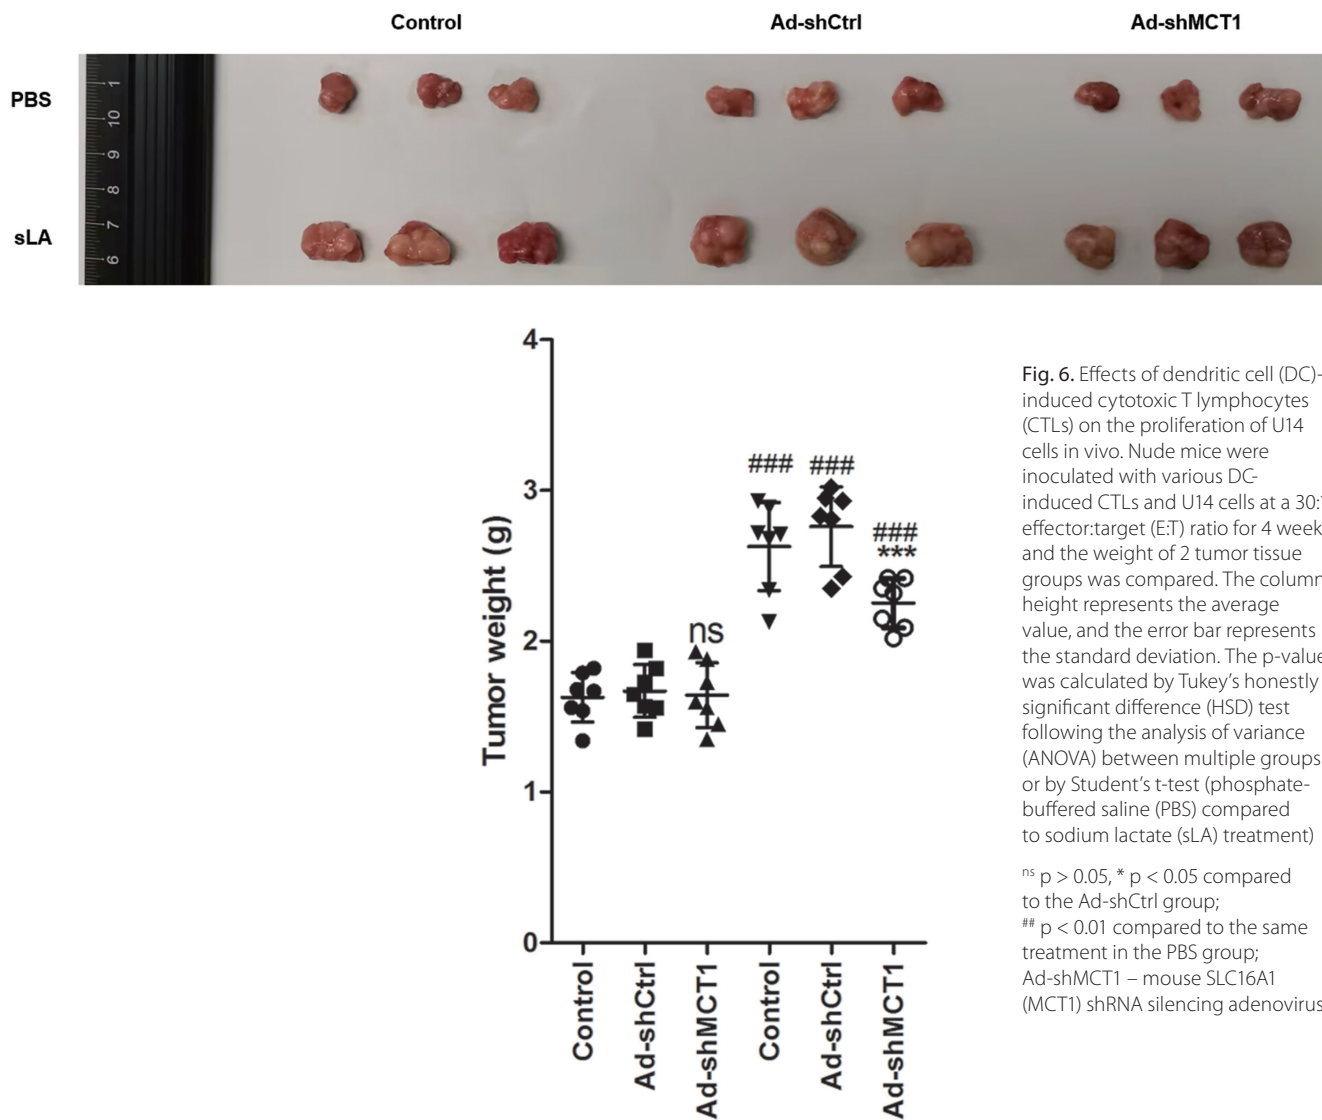 Control Ad-shCtrl Ad-shMCT1
PBS
1
10
9
8
sLA
7
6
4
3
2
1
0
Tumor weight (g)
### ###
###
***
ns
Control
Ad-shCtrl
Ad-shMCT1
Control
Ad-shCtrl
Ad-shMCT1
Fig. 6. Effects of dendritic cell (DC)-
induced cytotoxic T lymphocytes
(CTLs) on the proliferation of U14
cells in vivo. Nude mice were
inoculated with various DC-
induced CTLs and U14 cells at a 30:
effector:target (E:T) ratio for 4 week
and the weight of 2 tumor tissue
groups was compared. The column
height represents the average
value, and the error bar represents
the standard deviation. The p-value
was calculated by Tukey's honestly
significant difference (HSD) test
following the analysis of variance
(ANOVA) between multiple groups
or by Student's t-test (phosphate-
buffered saline (PBS) compared
to sodium lactate (sLA) treatment)
ns p > 0.05, * p < 0.05 compared
to the Ad-shCtrl group;
## p < 0.01 compared to the same
treatment in the PBS group;
Ad-shMCT1 – mouse SLC16A1
(MCT1) shRNA silencing adenovirus